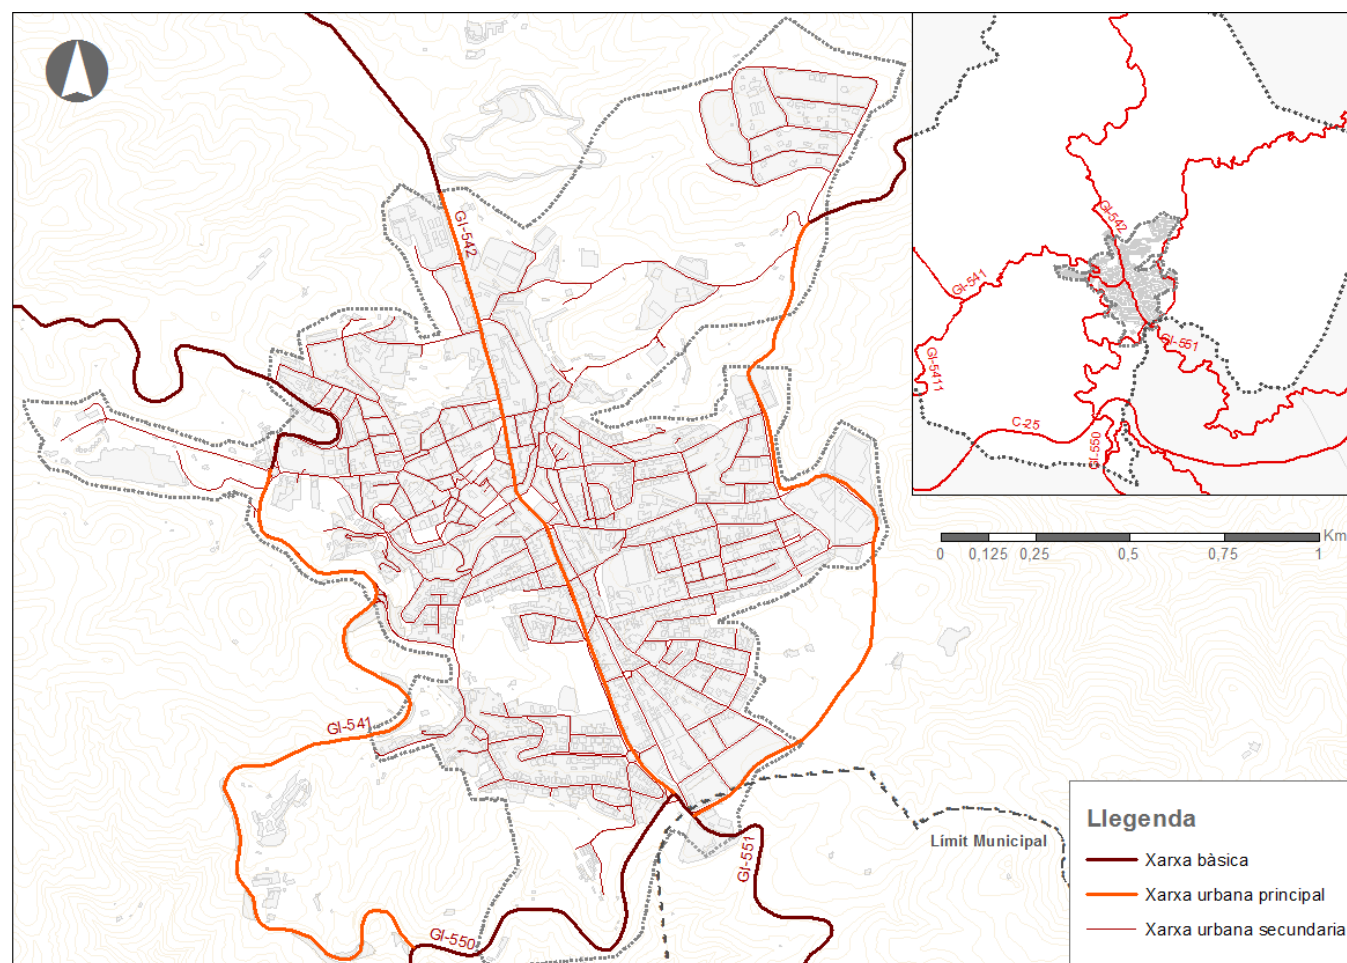 GI-542
GI-541
GI-550
GI-551
Límit Municipal
GI-542
GI-541
GI-5411
GI-551
C-25
GI-550
Km
0 0,125 0,25 0,5 0,75 1
Llegenda
Xarxa bàsica
Xarxa urbana principal
Xarxa urbana secundaria